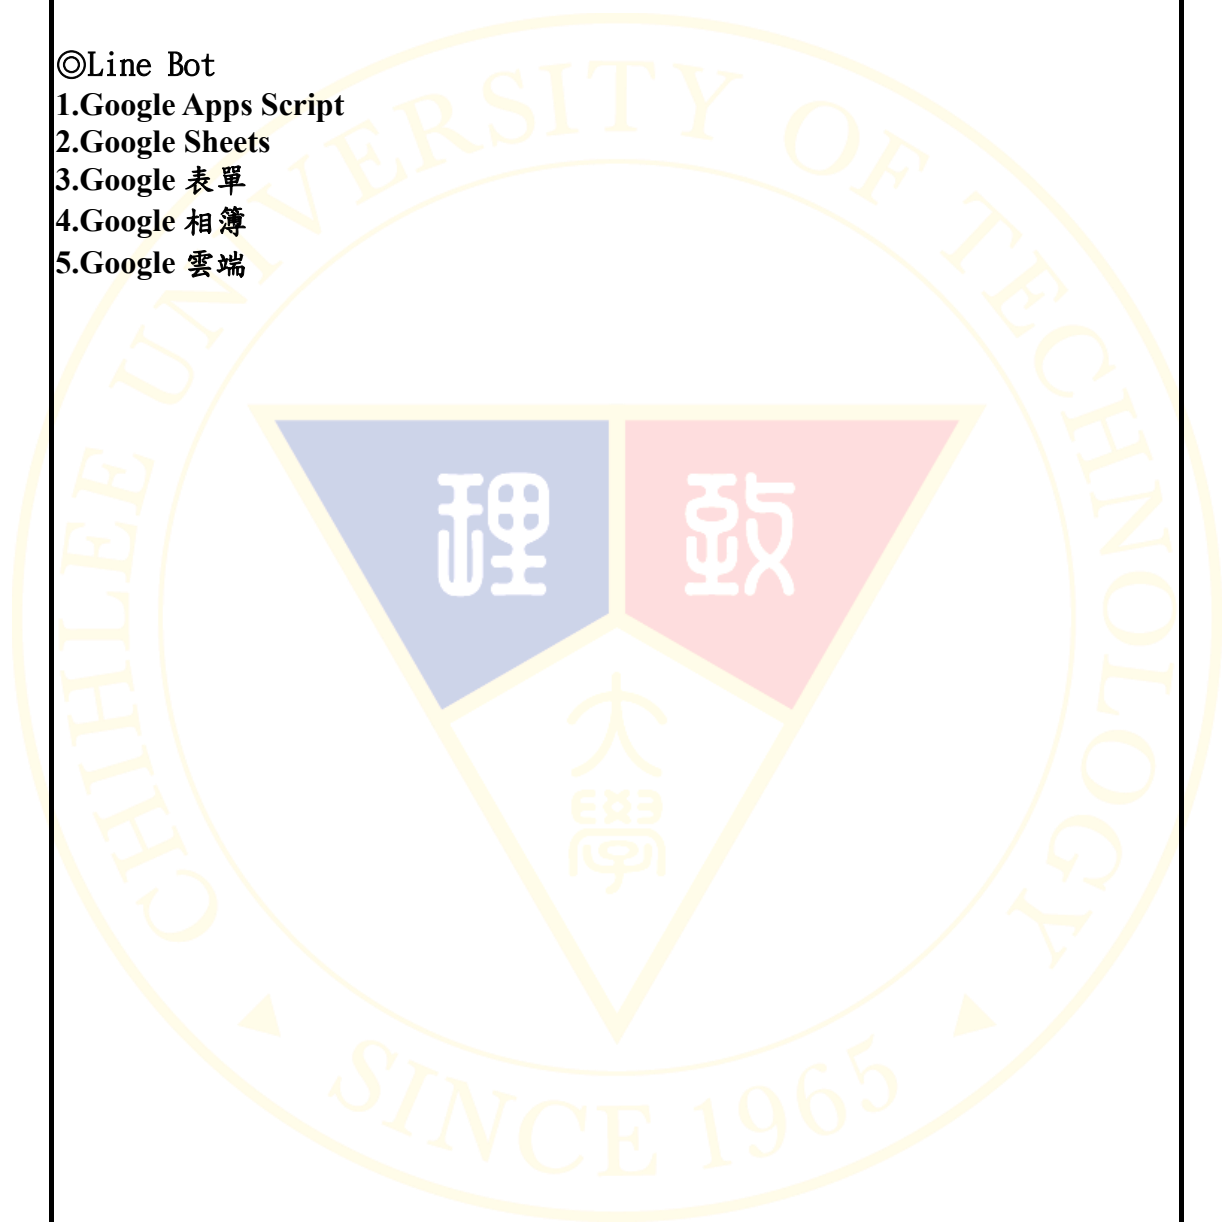 ◎Line Bot
1.Google Apps Script
2.Google Sheets
3.Google 表單
4.Google 相簿
5.Google 雲端
CHIHLEE UNIVERSITY OF TECHNOLOGY
理 致
大
學
SINCE 1965